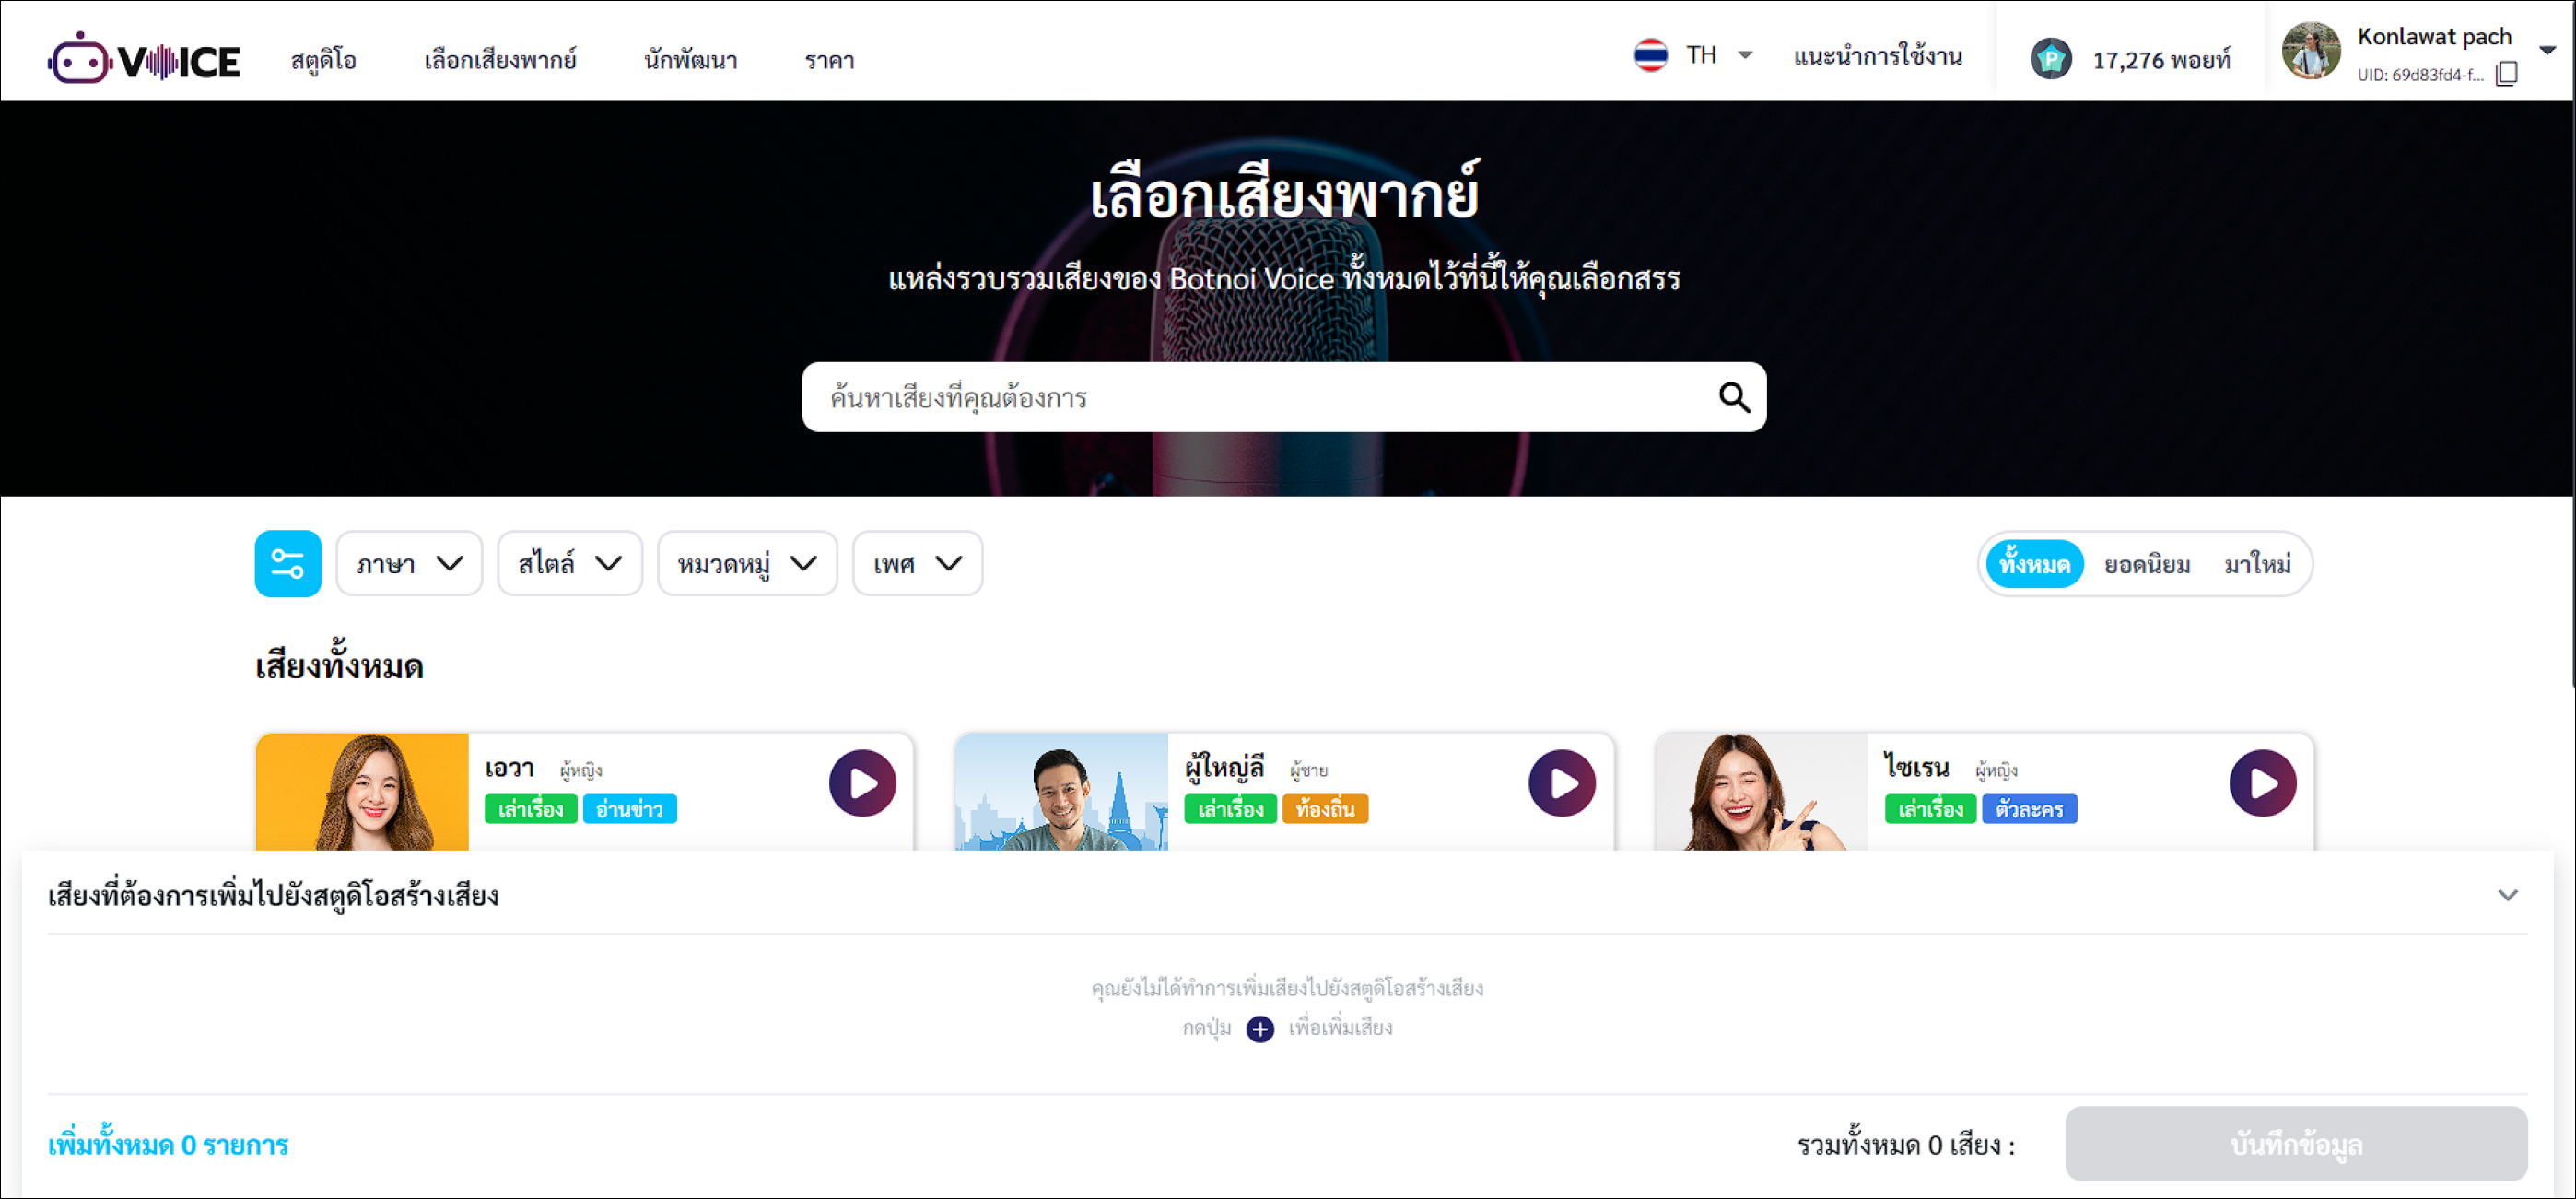 VOICE สตูดิโอ เลือกเสียงพากย์ นักพัฒนา ราคา TH แนะนำการใช้งาน P 17,276 พอยท์ Konlawat pach
UID: 69d83fd4-f...
เลือกเสียงพากย์
แหล่งรวบรวมเสียงของ Botnoi Voice ทั้งหมดไว้ที่นี้ให้คุณเลือกสรร
ค้นหาเสียงที่คุณต้องการ
ภาษา สไตล์ หมวดหมู่ เพศ ทั้งหมด ยอดนิยม มาใหม่
เสียงทั้งหมด
เอวา ผู้หญิง
เล่าเรื่อง อ่านข่าว
ผู้ใหญ่ลี ผู้ชาย
เล่าเรื่อง ท้องถิ่น
ไซเรน ผู้หญิง
เล่าเรื่อง ตัวละคร
เสียงที่ต้องการเพิ่มไปยังสตูดิโอสร้างเสียง
คุณยังไม่ได้ทำการเพิ่มเสียงไปยังสตูดิโอสร้างเสียง
กดปุ่ม + เพื่อเพิ่มเสียง
เพิ่มทั้งหมด 0 รายการ รวมทั้งหมด 0 เสียง : บันทึกข้อมูล